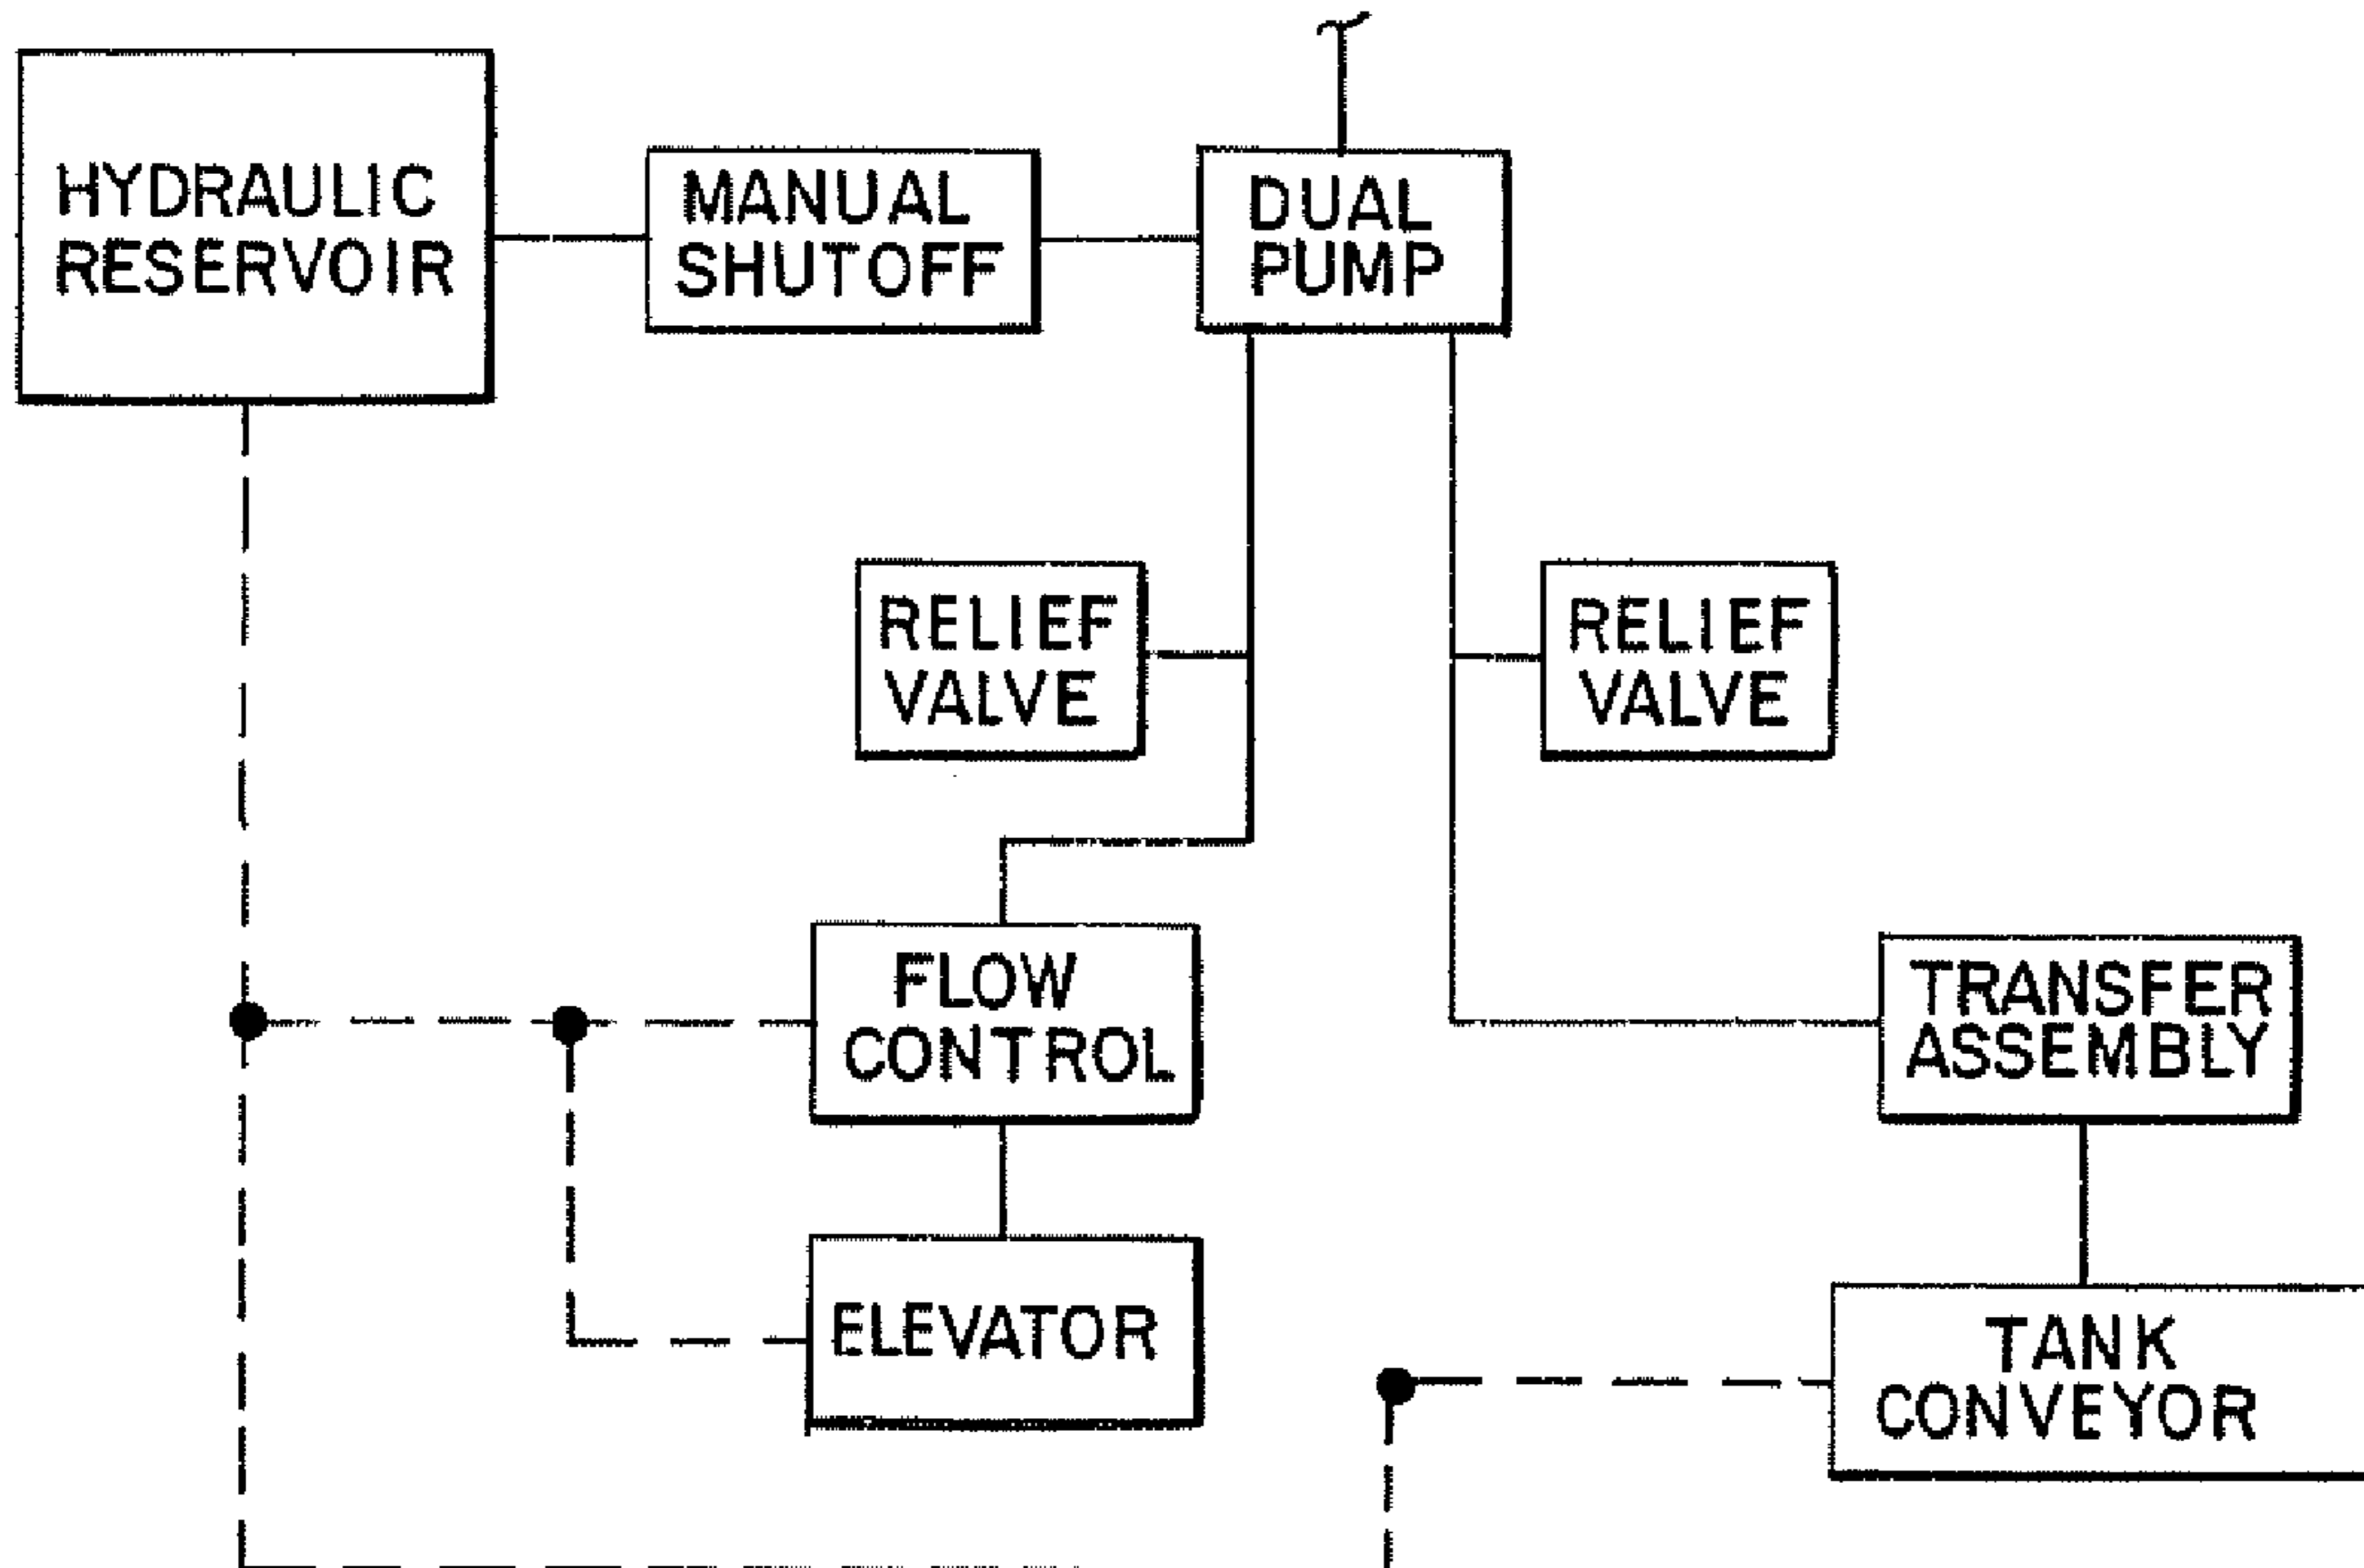 HYDRAULIC
RESERVOIR
MANUAL
SHUTOFF
DUAL
PUMP
RELIEF
VALVE
RELIEF
VALVE
FLOW
CONTROL
TRANSFER
ASSEMBLY
ELEVATOR
TANK
CONVEYOR